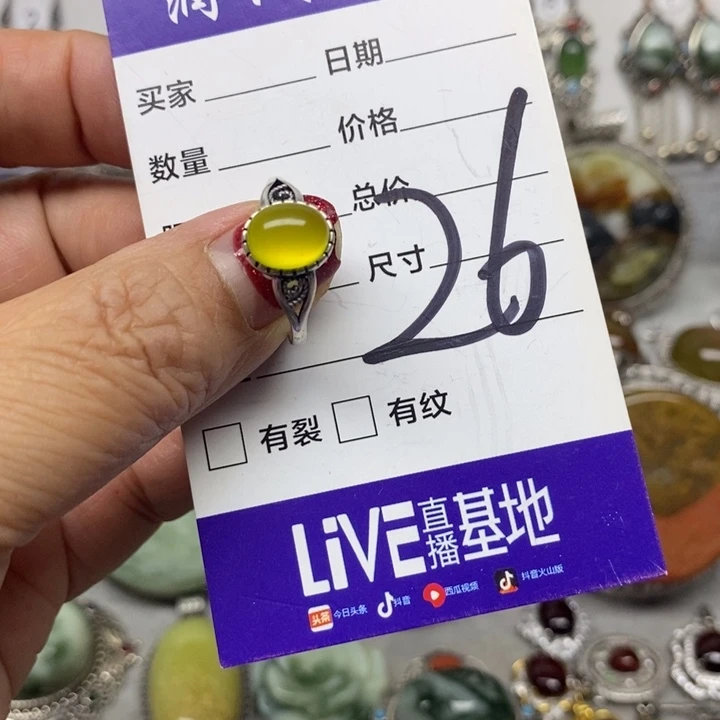 买家 日期
数量 价格
总价
尺寸
26
有裂 有纹
LiVE直播基地
头条 今日头条 抖音 西瓜视频 抖音火山版